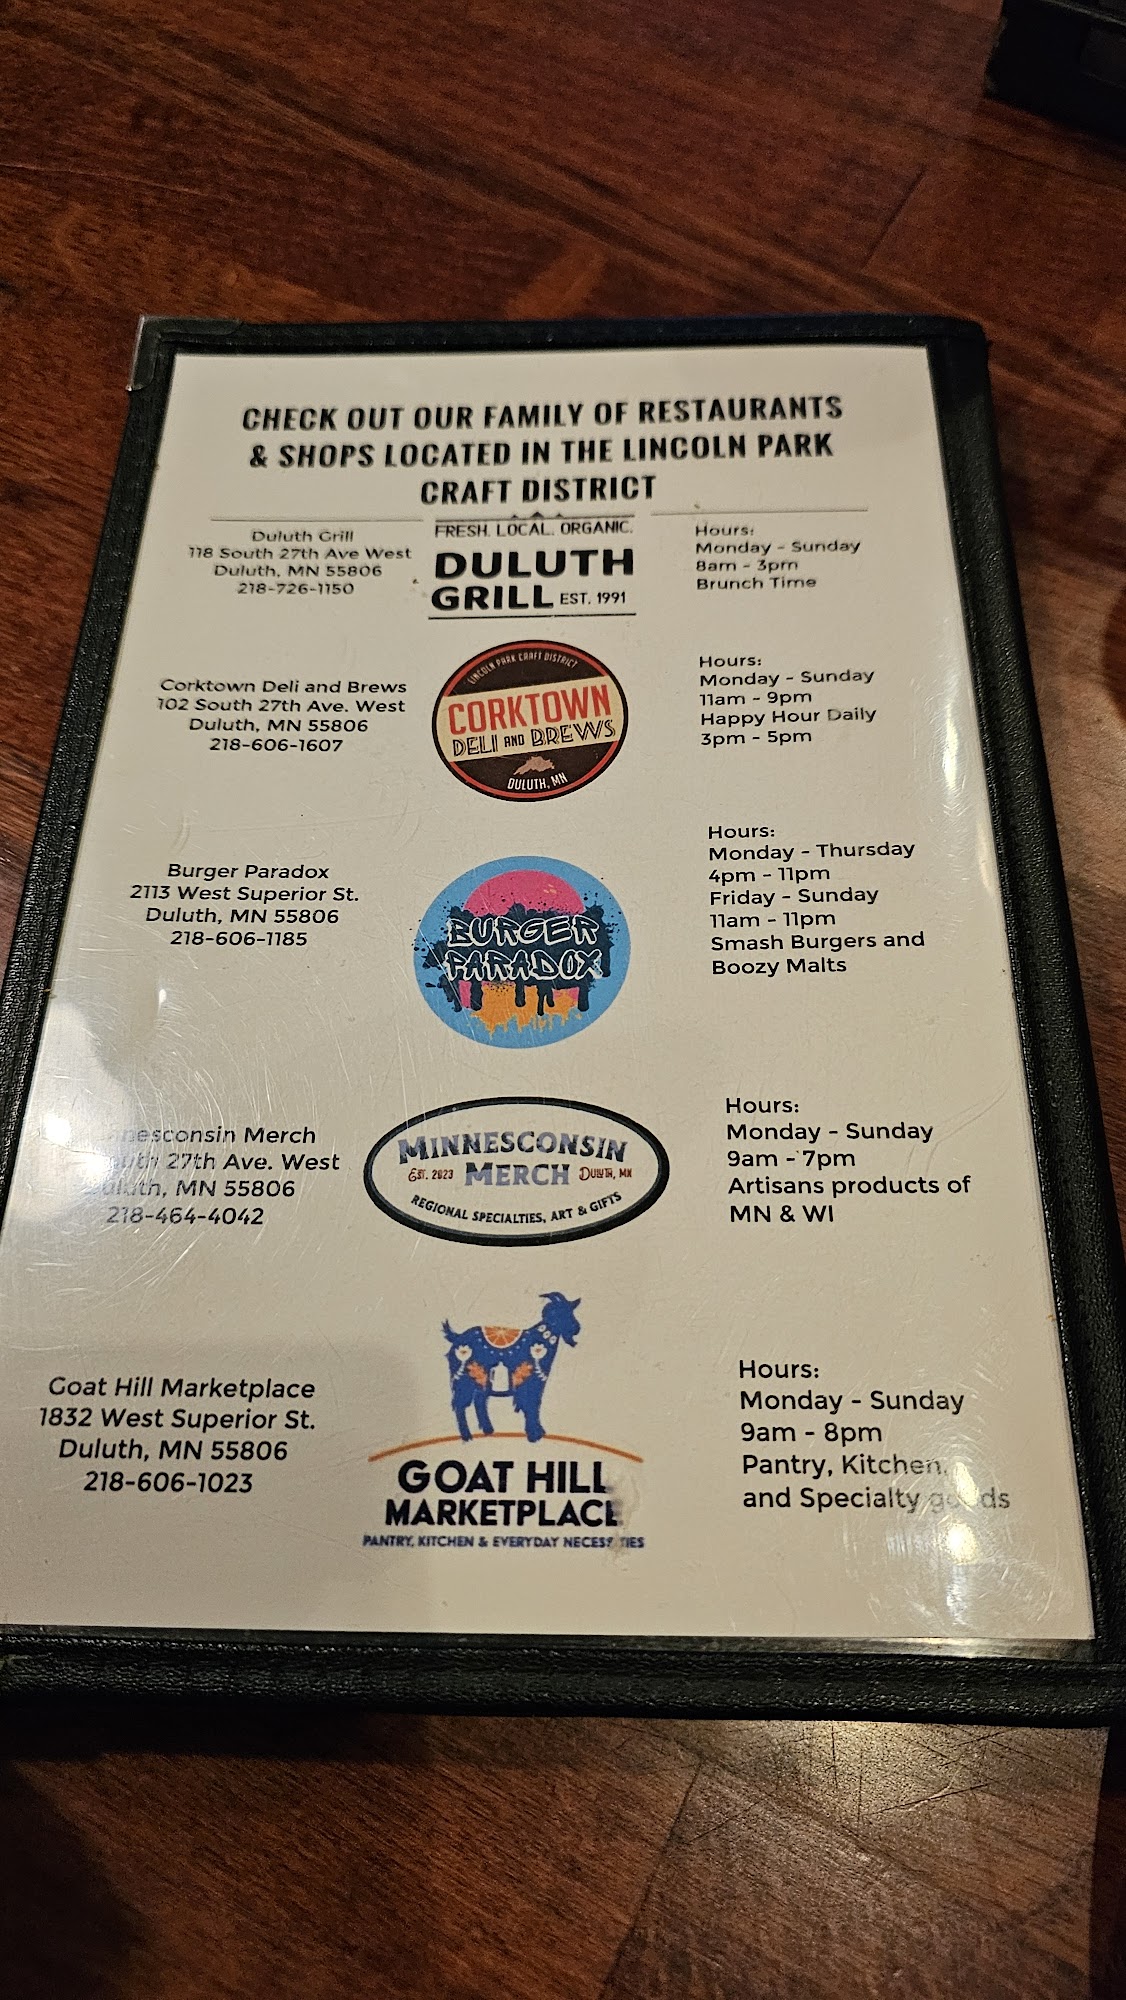 CHECK OUT OUR FAMILY OF RESTAURANTS
& SHOPS LOCATED IN THE LINCOLN PARK
CRAFT DISTRICT
Duluth Grill
118 South 27th Ave West
Duluth, MN 55806
218-726-1150
FRESH. LOCAL. ORGANIC.
DULUTH
GRILL EST. 1991
Hours:
Monday - Sunday
8am - 3pm
Brunch Time
Corktown Deli and Brews
102 South 27th Ave. West
Duluth, MN 55806
218-606-1607
LINCOLN PARK CRAFT DISTRICT
CORKTOWN
DELI AND BREWS
DULUTH, MN
Hours:
Monday - Sunday
11am - 9pm
Happy Hour Daily
3pm - 5pm
Burger Paradox
2113 West Superior St.
Duluth, MN 55806
218-606-1185
BURGER
PARADOX
Hours:
Monday - Thursday
4pm - 11pm
Friday - Sunday
11am - 11pm
Smash Burgers and
Boozy Malts
Merch
27th Ave. West
Duluth, MN 55806
218-464-4042
MINNESCONSIN
EST. 2023 MERCH DULUTH, MN
REGIONAL SPECIALTIES, ART & GIFTS
Hours:
Monday - Sunday
9am - 7pm
Artisans products of
MN & WI
Goat Hill Marketplace
1832 West Superior St.
Duluth, MN 55806
218-606-1023
GOAT HILL
MARKETPLACE
PANTRY, KITCHEN & EVERYDAY NECESSITIES
Hours:
Monday - Sunday
9am - 8pm
Pantry, Kitchen,
and Specialty goods